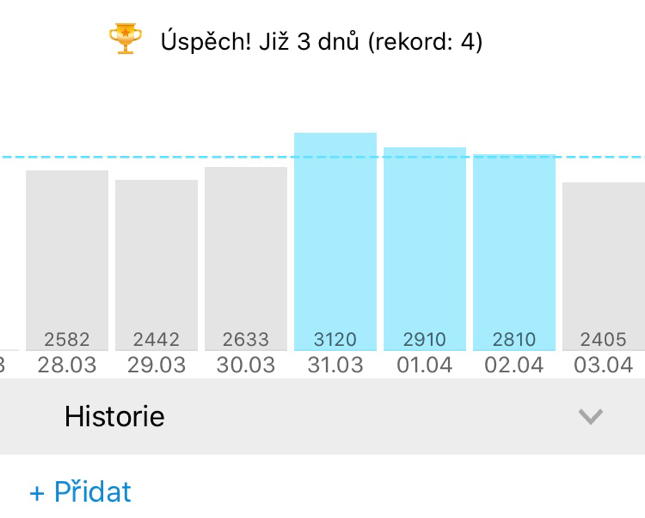 Úspěch! Již 3 dnů (rekord: 4)
2582 2442 2633 3120 2910 2810 2405
3 28.03 29.03 30.03 31.03 01.04 02.04 03.04
Historie
+ Přidat